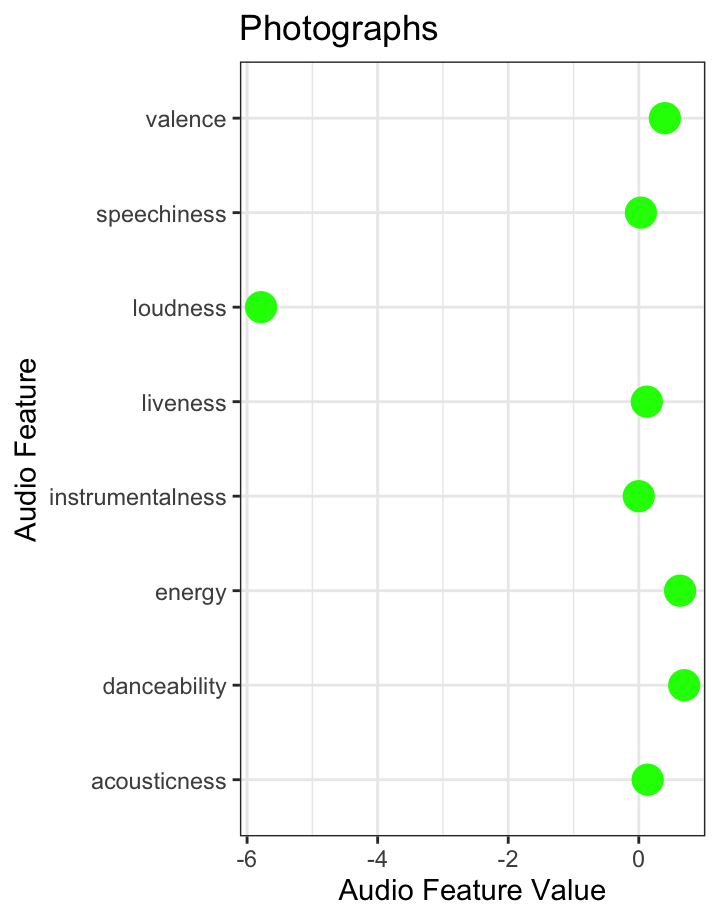 Photographs
valence
speechiness
loudness
liveness
instrumentalness
energy
danceability
acousticness
Audio Feature
-6 -4 -2 0
Audio Feature Value